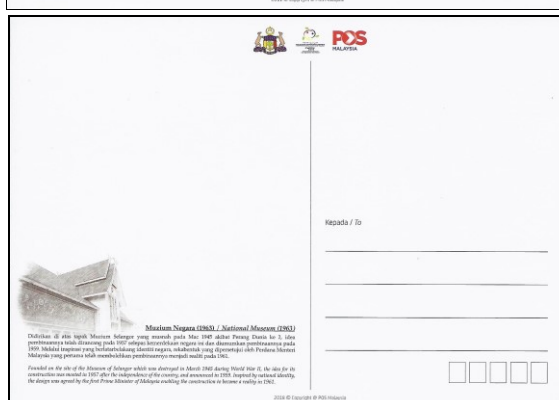 POS
MALAYSIA
Kepada / To
Muzium Negara (1963) / National Museum (1963)
Didirikan di atas tapak Muzium Selangor yang musnah pada Mac 1945 akibat Perang Dunia ke 2, idea
pembinaannya telah dirancang pada 1957 selepas kemerdekaan negara ini dan diumumkan pembinaannya pada
1959. Melalui inspirasi yang berlatarbelakang identiti negara, rekabentuk yang dipersetujui oleh Perdana Menteri
Malaysia yang pertama telah membolehkan pembinaannya menjadi realiti pada 1961.
Founded on the site of the Museum of Selangor which was destroyed in March 1945 during World War II, the idea for its
construction was mooted in 1957 after the independence of the country, and announced in 1959. Inspired by national identity,
the design was agreed by the first Prime Minister of Malaysia enabling the construction to become a reality in 1961.
2016 © Copyright © POS Malaysia